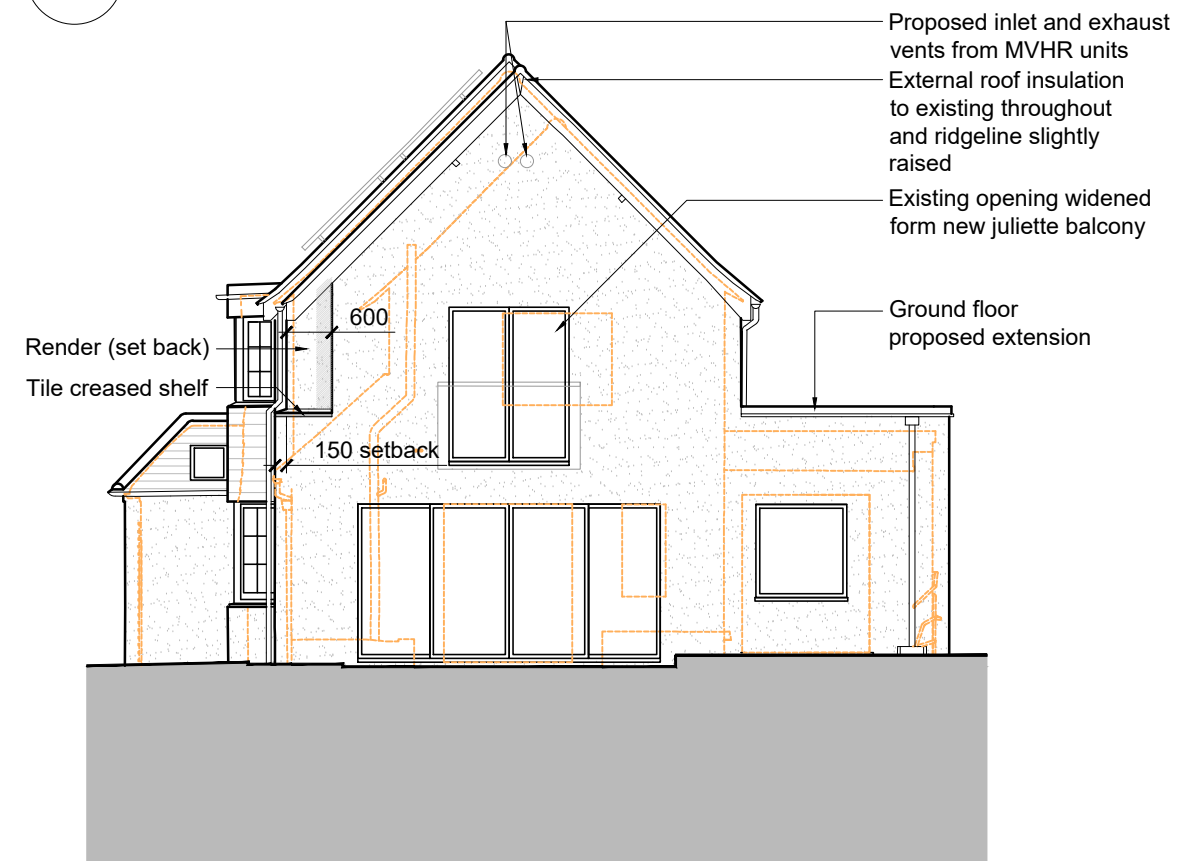 Proposed inlet and exhaust
vents from MVHR units
External roof insulation
to existing throughout
and ridgeline slightly
raised
Existing opening widened
form new juliette balcony
Ground floor
proposed extension
600
Render (set back)
Tile creased shelf
150 setback